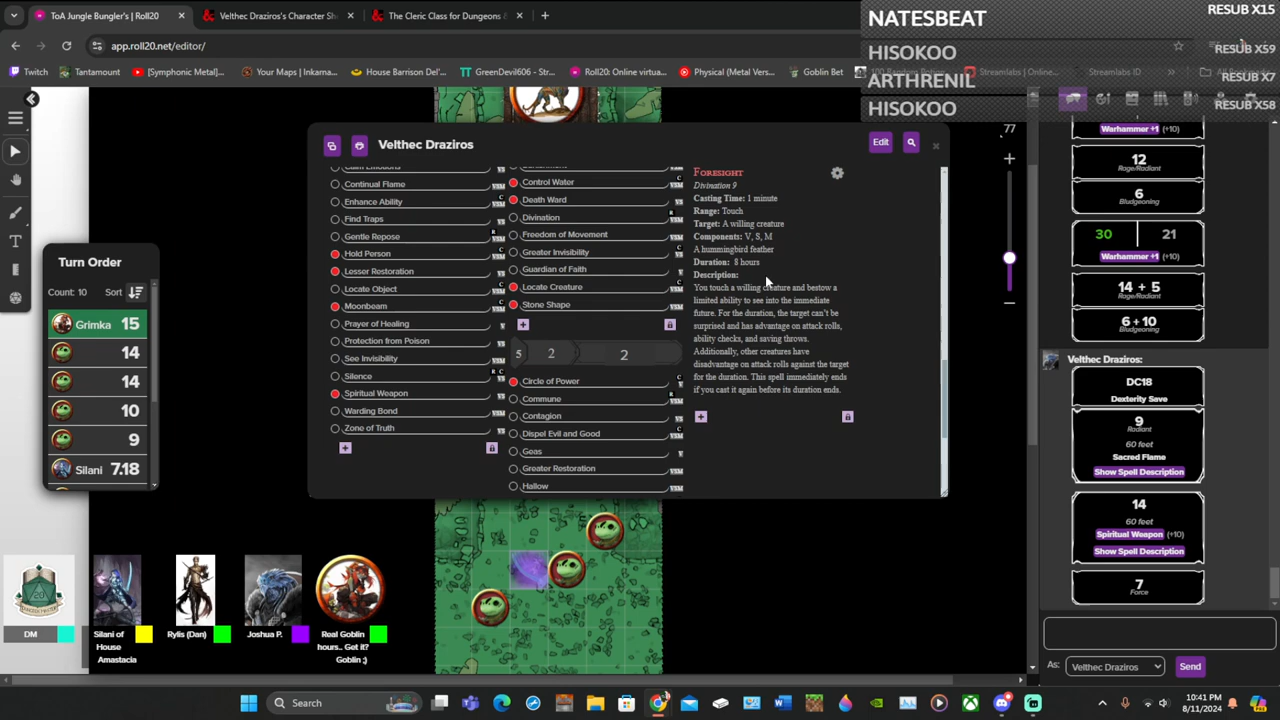 ToA Jungle Bungler's | Roll20
Velthec Draziros's Character Sh
The Cleric Class for Dungeons &
app.roll20.net/editor/
Twitch
Tantamount
[Symphonic Metal]...
Your Maps | Inkarna...
House Barrison Del'...
GreenDevil606 - Str...
Roll20: Online virtua...
Physical (Metal Vers...
Goblin Bet
Streamlabs | Online...
Streamlabs ID
NATESBEAT
RESUB X15
HISOKOO
RESUB X59
ARTHRENIL
RESUB X7
HISOKOO
RESUB X58
Velthec Draziros
Edit
Calm Emotions
Continual Flame
Enhance Ability
Find Traps
Gentle Repose
Hold Person
Lesser Restoration
Locate Object
Moonbeam
Prayer of Healing
Protection from Poison
See Invisibility
Silence
Spiritual Weapon
Warding Bond
Zone of Truth
Control Water
Death Ward
Divination
Freedom of Movement
Greater Invisibility
Guardian of Faith
Locate Creature
Stone Shape
5 2 2
Circle of Power
Commune
Contagion
Dispel Evil and Good
Geas
Greater Restoration
Hallow
Foresight
Divination 9
Casting Time: 1 minute
Range: Touch
Target: A willing creature
Components: V, S, M
A hummingbird feather
Duration: 8 hours
Description:
You touch a willing creature and bestow a
limited ability to see into the immediate
future. For the duration, the target can't be
surprised and has advantage on attack rolls,
ability checks, and saving throws.
Additionally, other creatures have
disadvantage on attack rolls against the target
for the duration. This spell immediately ends
if you cast it again before its duration ends.
Turn Order
Count: 10 Sort
Grimka 15
14
14
10
9
Silani 7.18
77
Warhammer +1 (+10)
12
Rage/Radiant
6
Bludgeoning
30 21
Warhammer +1 (+10)
14 + 5
Rage/Radiant
6 + 10
Bludgeoning
Velthec Draziros:
DC18
Dexterity Save
9
Radiant
60 feet
Sacred Flame
Show Spell Description
14
60 feet
Spiritual Weapon (+10)
Show Spell Description
7
Force
As: Velthec Draziros
Send
DM
Silani of
House
Amastacia
Rylis (Dan)
Joshua P.
Real Goblin
hours.. Get it?
Goblin ;)
Search
10:41 PM
8/11/2024